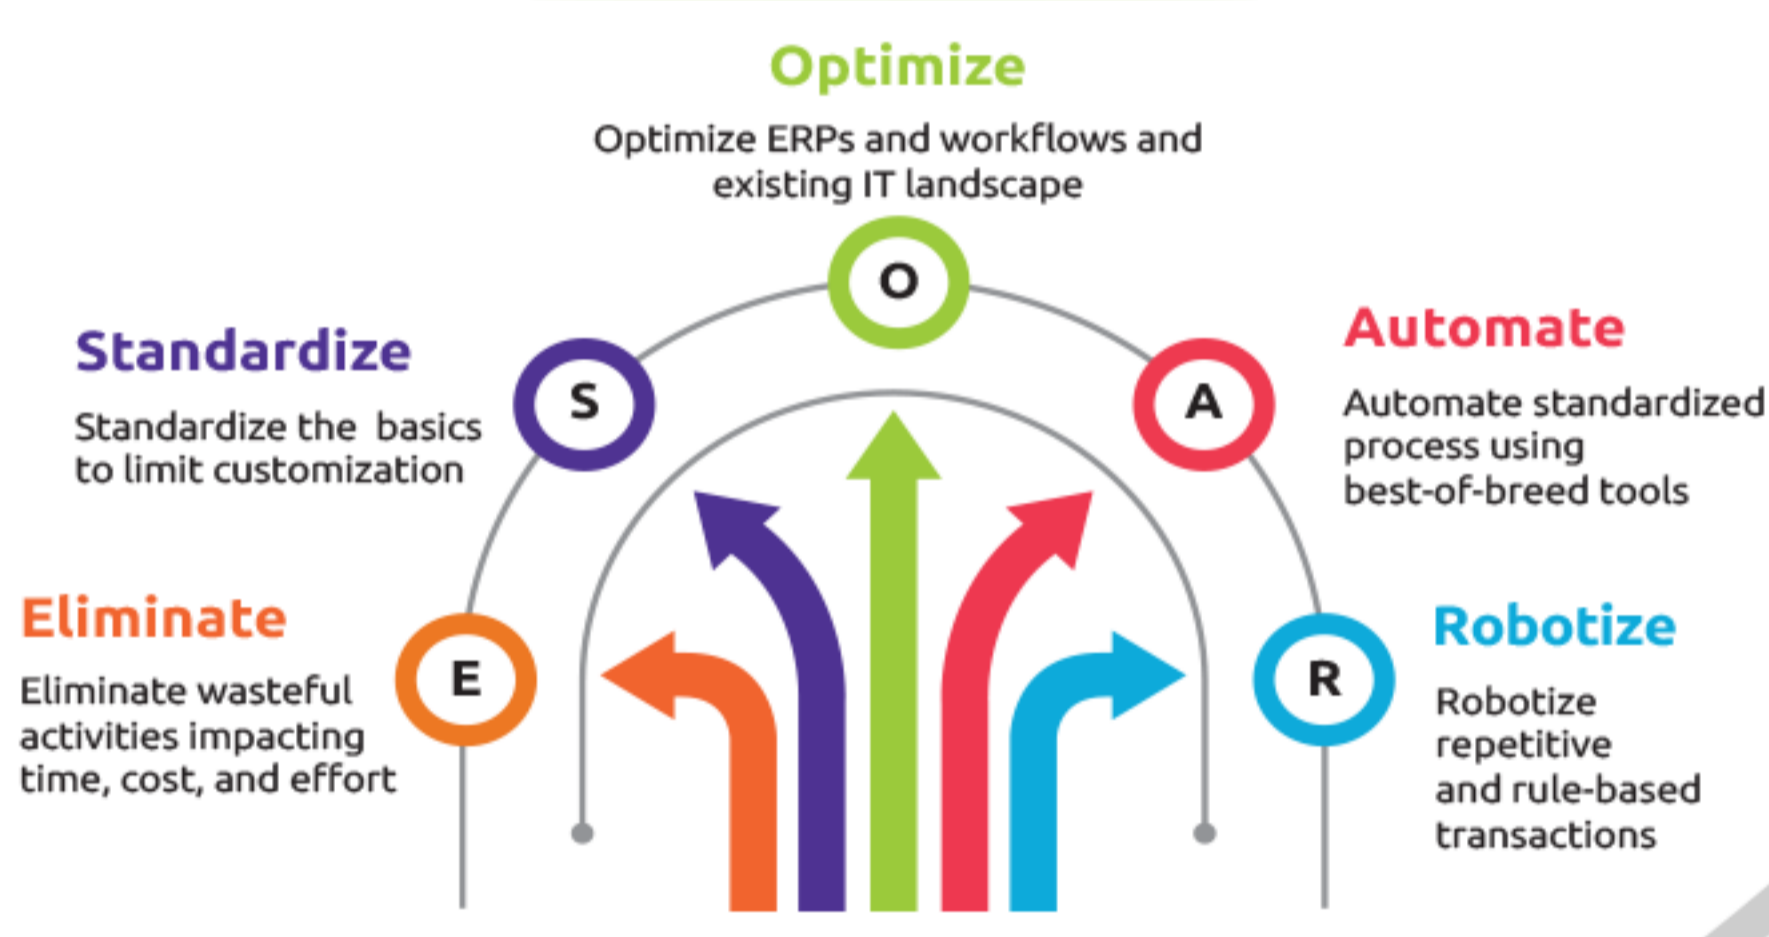 Optimize
Optimize ERPs and workflows and
existing IT landscape
O
Standardize
Standardize the basics
to limit customization
S
A
Automate
Automate standardized
process using
best-of-breed tools
Eliminate
Eliminate wasteful
activities impacting
time, cost, and effort
E
R
Robotize
Robotize
repetitive
and rule-based
transactions